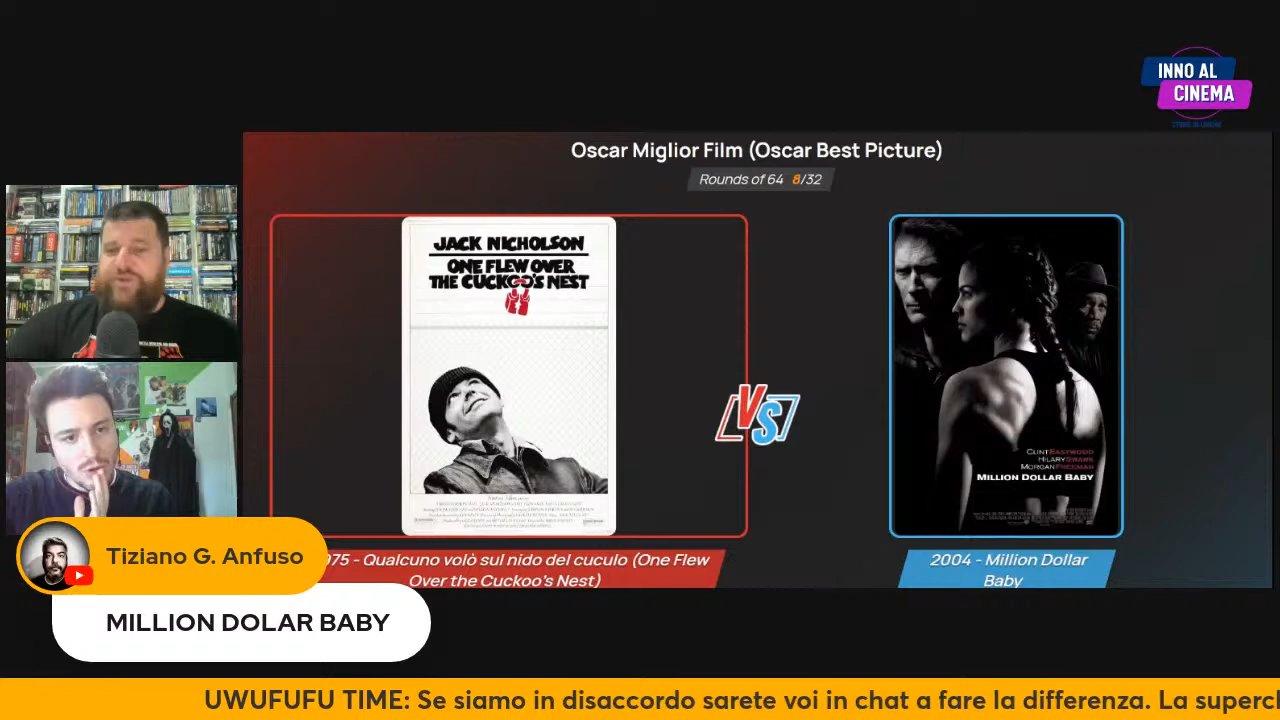 INNO AL
CINEMA
Oscar Miglior Film (Oscar Best Picture)
Rounds of 64 8/32
JACK NICHOLSON
ONE FLEW OVER
THE CUCKOO'S NEST
CLINT EASTWOOD
HILARY SWANK
MORGAN FREEMAN
MILLION DOLLAR BABY
VS
975 - Qualcuno volò sul nido del cuculo (One Flew
Over the Cuckoo's Nest)
2004 - Million Dollar
Baby
Tiziano G. Anfuso
MILLION DOLAR BABY
UWUFUFU TIME: Se siamo in disaccordo sarete voi in chat a fare la differenza. La superc